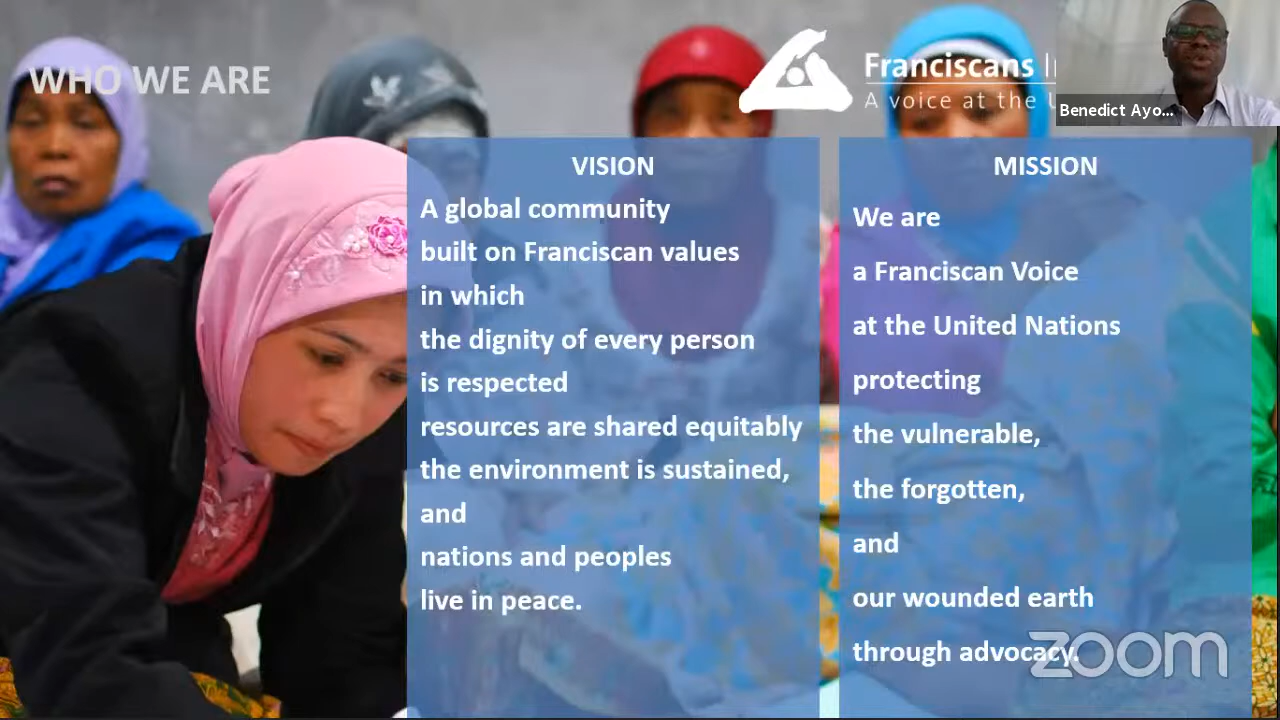 WHO WE ARE
Franciscans
A voice at the
Benedict Ayo...
VISION
A global community
built on Franciscan values
in which
the dignity of every person
is respected
resources are shared equitably
the environment is sustained,
and
nations and peoples
live in peace.
MISSION
We are
a Franciscan Voice
at the United Nations
protecting
the vulnerable,
the forgotten,
and
our wounded earth
through advocacy.
zoom